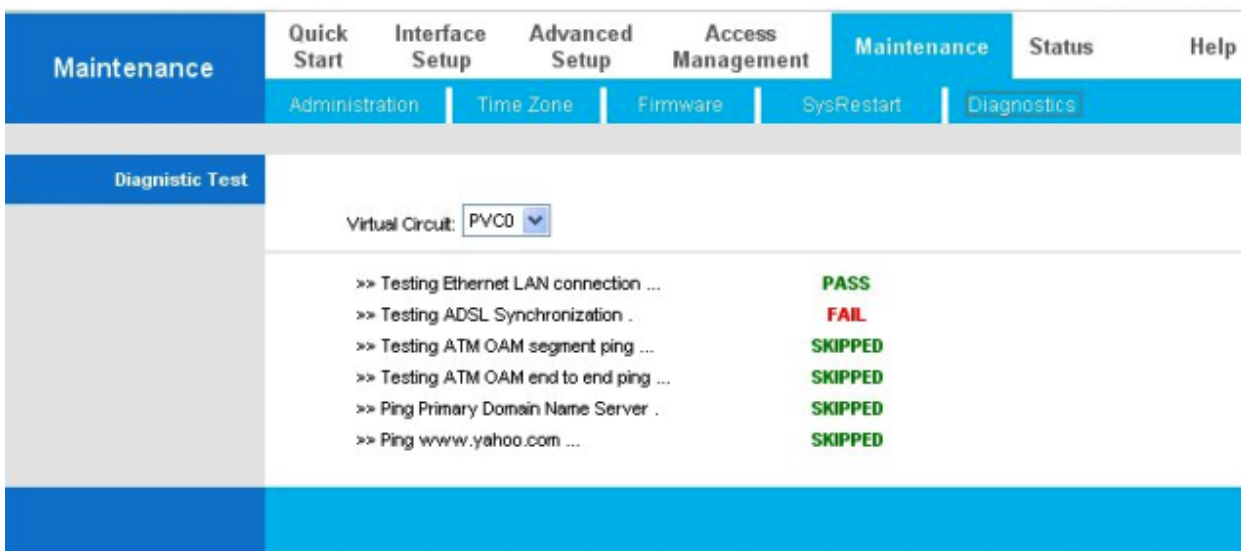 Maintenance
Quick Start
Interface Setup
Advanced Setup
Access Management
Maintenance
Status
Help
Administration
Time Zone
Firmware
SysRestart
Diagnostics
Diagnistic Test
Virtual Circuit: PVC0
>> Testing Ethernet LAN connection ... PASS
>> Testing ADSL Synchronization . FAIL
>> Testing ATM OAM segment ping ... SKIPPED
>> Testing ATM OAM end to end ping ... SKIPPED
>> Ping Primary Domain Name Server . SKIPPED
>> Ping www.yahoo.com ... SKIPPED